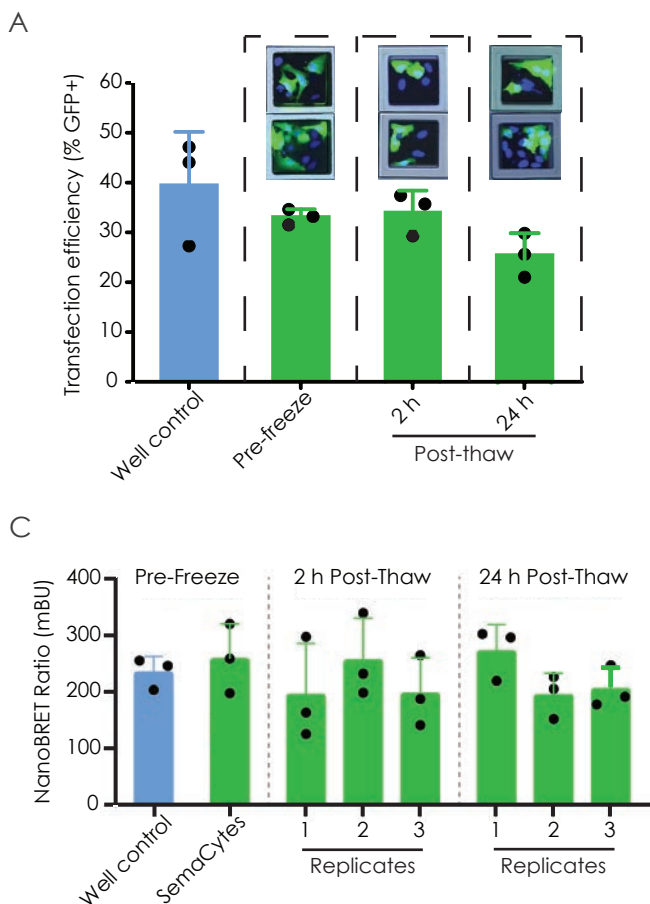 A
Transfection efficiency (% GFP+)
60
50
40
30
20
10
0
Well control
Pre-freeze
2 h
24 h
Post-thaw
C
NanoBRET Ratio (mBU)
Pre-Freeze
2 h Post-Thaw
24 h Post-Thaw
400
300
200
100
0
Well control
SemaCytes
1 2 3
Replicates
1 2 3
Replicates